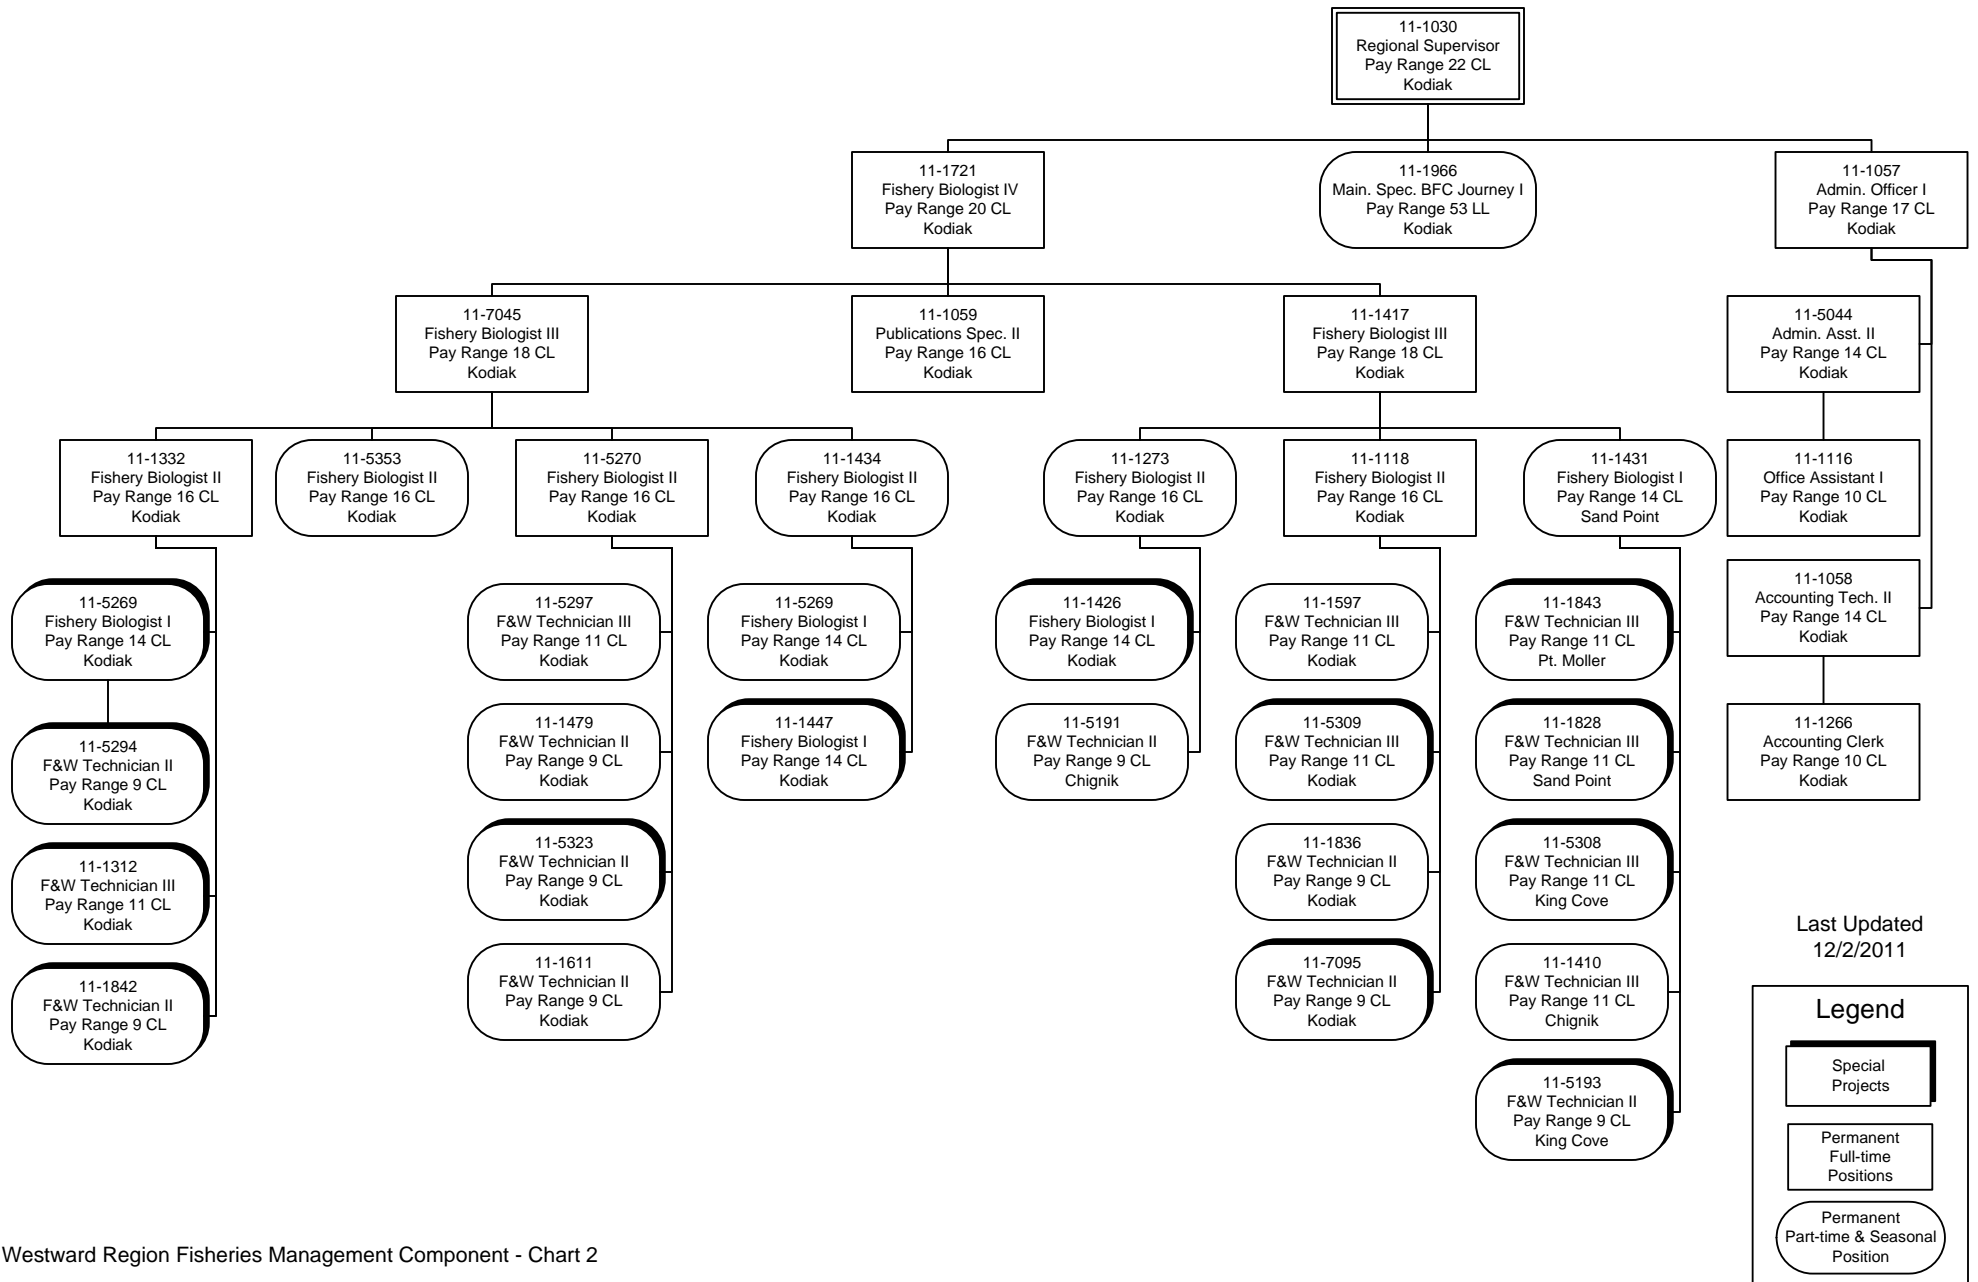 11-1030
Regional Supervisor
Pay Range 22 CL
Kodiak
11-1721
Fishery Biologist IV
Pay Range 20 CL
Kodiak
11-1966
Main. Spec. BFC Journey I
Pay Range 53 LL
Kodiak
11-1057
Admin. Officer I
Pay Range 17 CL
Kodiak
11-7045
Fishery Biologist III
Pay Range 18 CL
Kodiak
11-1059
Publications Spec. II
Pay Range 16 CL
Kodiak
11-1417
Fishery Biologist III
Pay Range 18 CL
Kodiak
11-5044
Admin. Asst. II
Pay Range 14 CL
Kodiak
11-1332
Fishery Biologist II
Pay Range 16 CL
Kodiak
11-5353
Fishery Biologist II
Pay Range 16 CL
Kodiak
11-5270
Fishery Biologist II
Pay Range 16 CL
Kodiak
11-1434
Fishery Biologist II
Pay Range 16 CL
Kodiak
11-1273
Fishery Biologist II
Pay Range 16 CL
Kodiak
11-1118
Fishery Biologist II
Pay Range 16 CL
Kodiak
11-1431
Fishery Biologist I
Pay Range 14 CL
Sand Point
11-1116
Office Assistant I
Pay Range 10 CL
Kodiak
11-5269
Fishery Biologist I
Pay Range 14 CL
Kodiak
11-5297
F&W Technician III
Pay Range 11 CL
Kodiak
11-5269
Fishery Biologist I
Pay Range 14 CL
Kodiak
11-1426
Fishery Biologist I
Pay Range 14 CL
Kodiak
11-1597
F&W Technician III
Pay Range 11 CL
Kodiak
11-1843
F&W Technician III
Pay Range 11 CL
Pt. Moller
11-1058
Accounting Tech. II
Pay Range 14 CL
Kodiak
11-5294
F&W Technician II
Pay Range 9 CL
Kodiak
11-1479
F&W Technician II
Pay Range 9 CL
Kodiak
11-1447
Fishery Biologist I
Pay Range 14 CL
Kodiak
11-5191
F&W Technician II
Pay Range 9 CL
Chignik
11-5309
F&W Technician III
Pay Range 11 CL
Kodiak
11-1828
F&W Technician III
Pay Range 11 CL
Sand Point
11-1266
Accounting Clerk
Pay Range 10 CL
Kodiak
11-1312
F&W Technician III
Pay Range 11 CL
Kodiak
11-5323
F&W Technician II
Pay Range 9 CL
Kodiak
11-1836
F&W Technician II
Pay Range 9 CL
Kodiak
11-5308
F&W Technician III
Pay Range 11 CL
King Cove
11-1842
F&W Technician II
Pay Range 9 CL
Kodiak
11-1611
F&W Technician II
Pay Range 9 CL
Kodiak
11-7095
F&W Technician II
Pay Range 9 CL
Kodiak
11-1410
F&W Technician III
Pay Range 11 CL
Chignik
11-5193
F&W Technician II
Pay Range 9 CL
King Cove
Last Updated
12/2/2011
Legend
Special
Projects
Permanent
Full-time
Positions
Permanent
Part-time & Seasonal
Position
Westward Region Fisheries Management Component - Chart 2